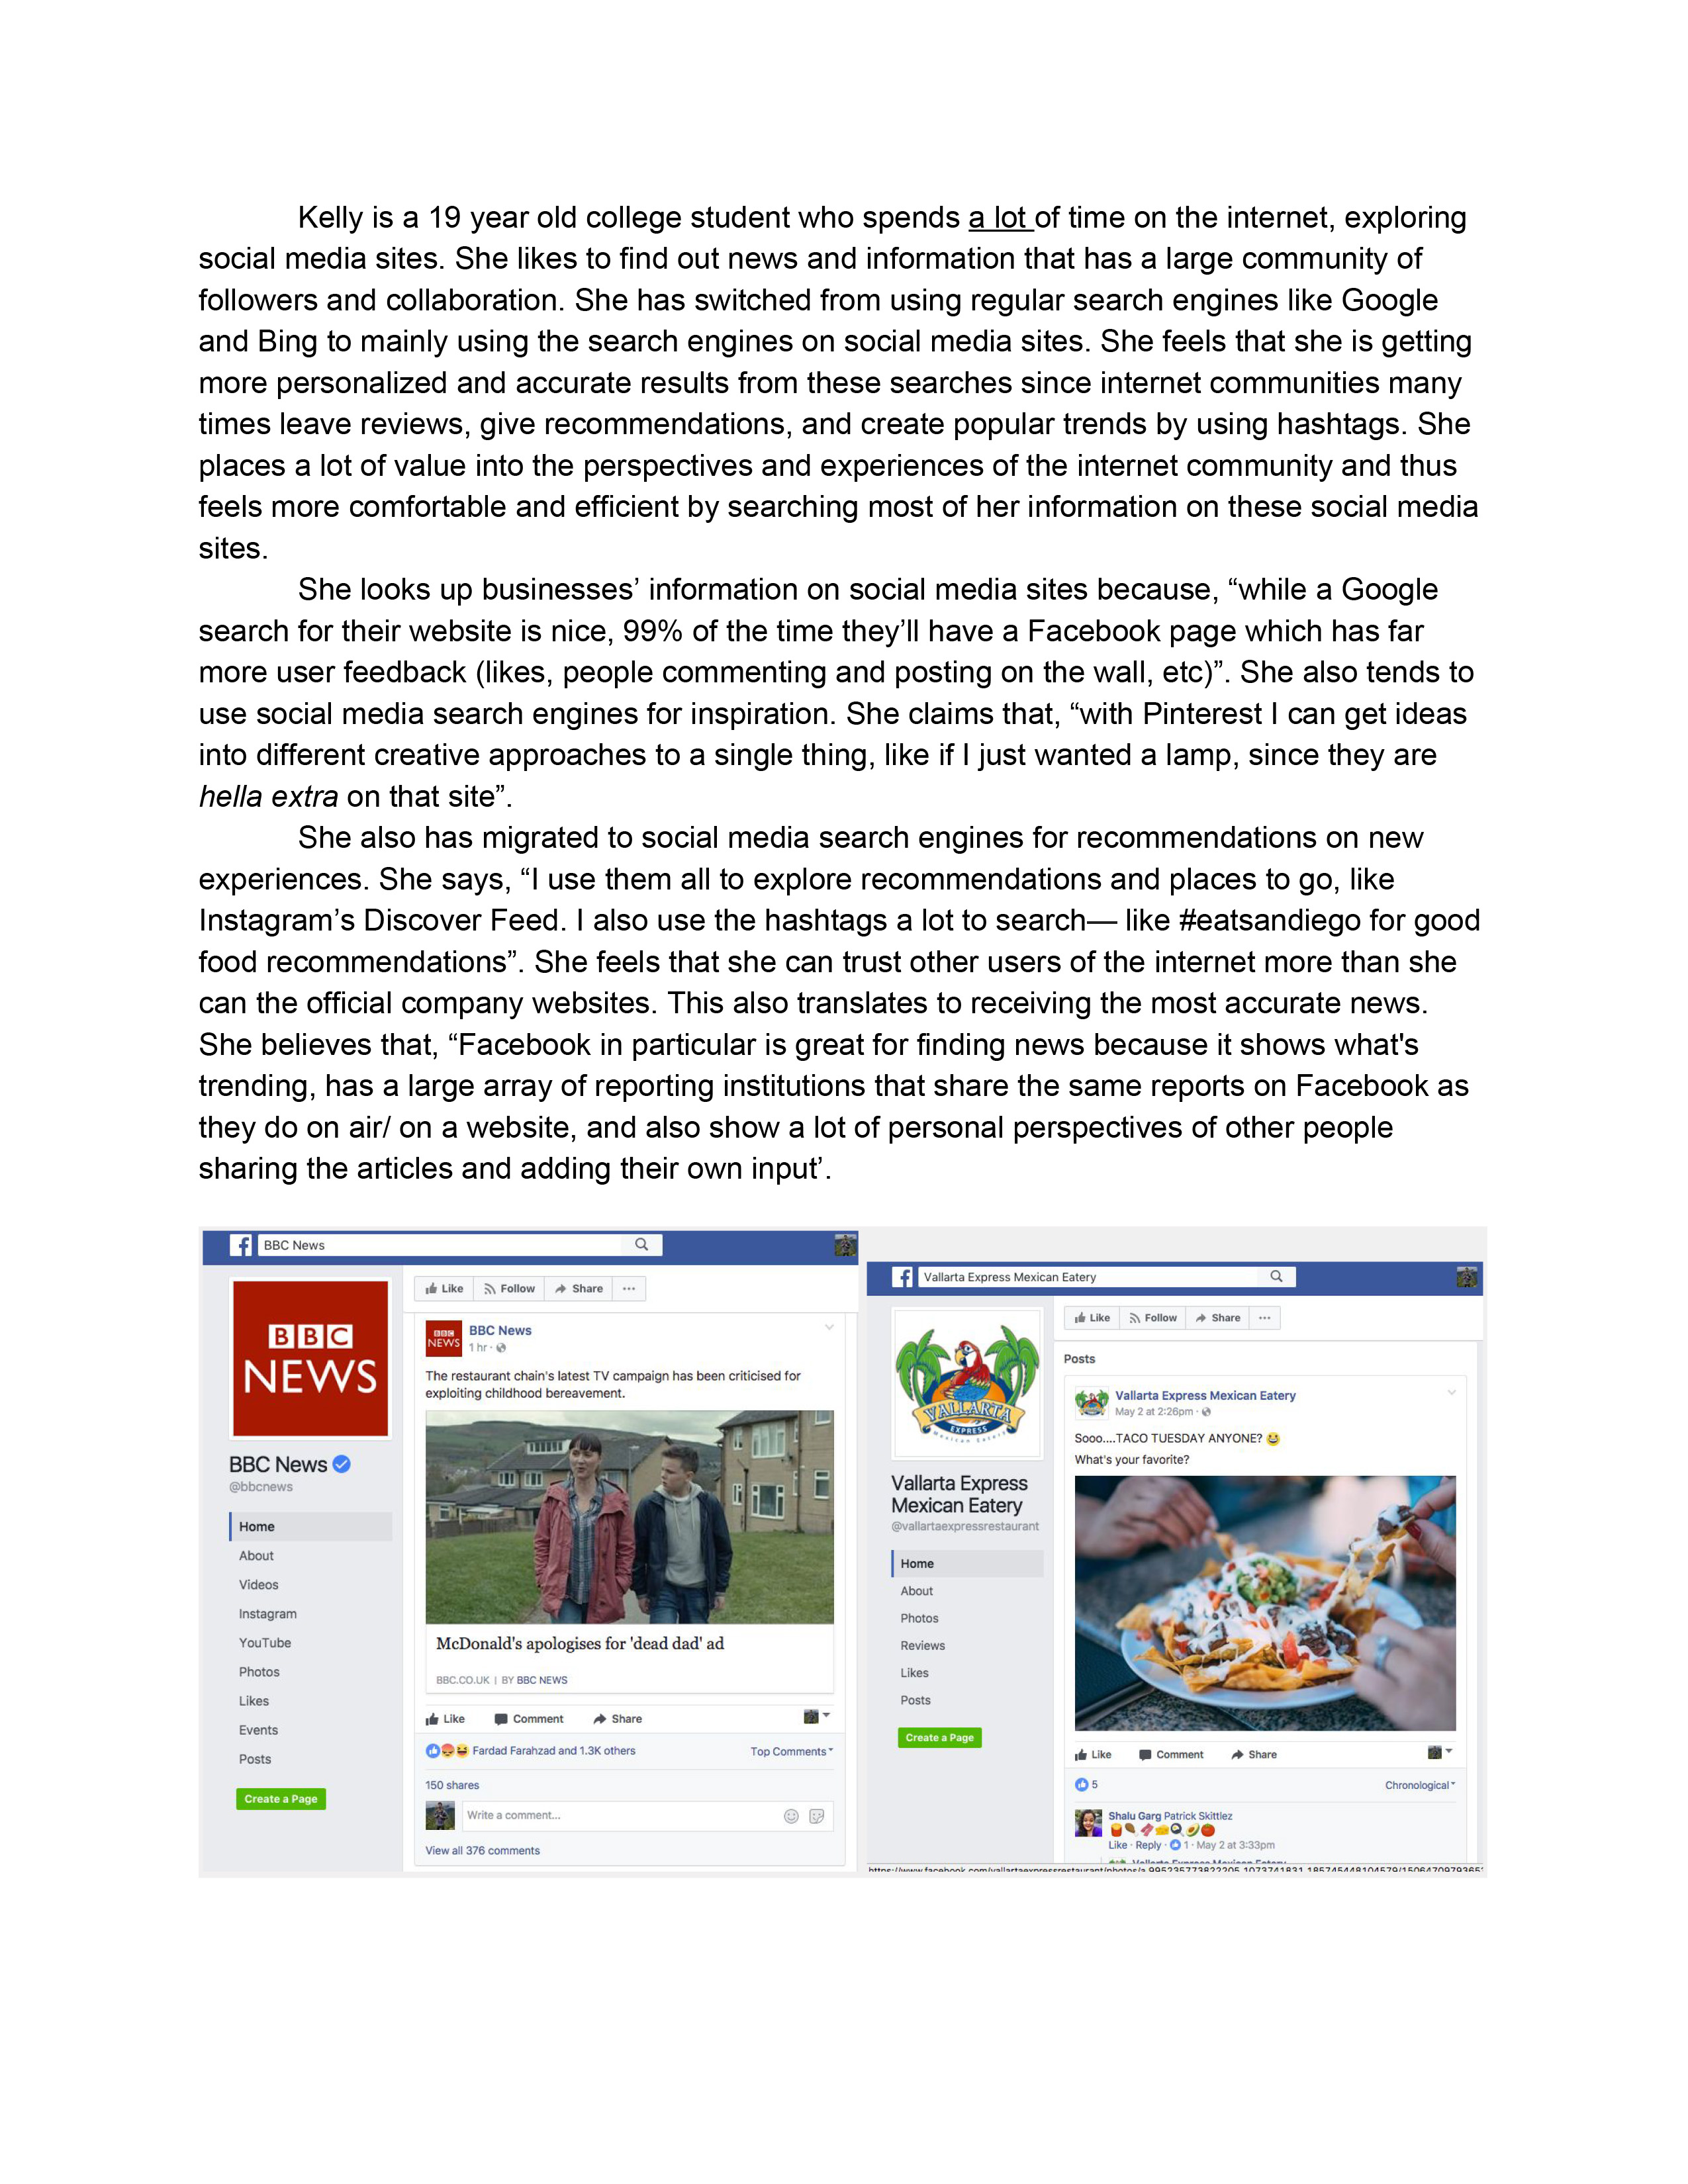 Kelly is a 19 year old college student who spends a lot of time on the internet, exploring
social media sites. She likes to find out news and information that has a large community of
followers and collaboration. She has switched from using regular search engines like Google
and Bing to mainly using the search engines on social media sites. She feels that she is getting
more personalized and accurate results from these searches since internet communities many
times leave reviews, give recommendations, and create popular trends by using hashtags. She
places a lot of value into the perspectives and experiences of the internet community and thus
feels more comfortable and efficient by searching most of her information on these social media
sites.
She looks up businesses’ information on social media sites because, “while a Google
search for their website is nice, 99% of the time they’ll have a Facebook page which has far
more user feedback (likes, people commenting and posting on the wall, etc)”. She also tends to
use social media search engines for inspiration. She claims that, “with Pinterest I can get ideas
into different creative approaches to a single thing, like if I just wanted a lamp, since they are
hella extra on that site”.
She also has migrated to social media search engines for recommendations on new
experiences. She says, “I use them all to explore recommendations and places to go, like
Instagram’s Discover Feed. I also use the hashtags a lot to search— like #eatsandiego for good
food recommendations”. She feels that she can trust other users of the internet more than she
can the official company websites. This also translates to receiving the most accurate news.
She believes that, “Facebook in particular is great for finding news because it shows what's
trending, has a large array of reporting institutions that share the same reports on Facebook as
they do on air/ on a website, and also show a lot of personal perspectives of other people
sharing the articles and adding their own input’.
BBC News
BBC
NEWS
BBC News
@bbcnews
Home
About
Videos
Instagram
YouTube
Photos
Likes
Events
Posts
Create a Page
Like Follow Share
BBC
NEWS
BBC News
1 hr
The restaurant chain's latest TV campaign has been criticised for
exploiting childhood bereavement.
McDonald's apologises for 'dead dad' ad
BBC.CO.UK | BY BBC NEWS
Like Comment Share
Fardad Farahzad and 1.3K others Top Comments
150 shares
Write a comment...
View all 376 comments
Vallarta Express Mexican Eatery
VALLARTA
EXPRESS
Mexican Eatery
Vallarta Express
Mexican Eatery
@vallartaexpressrestaurant
Home
About
Photos
Reviews
Likes
Posts
Create a Page
Like Follow Share
Posts
Vallarta Express Mexican Eatery
May 2 at 2:26pm
Sooo....TACO TUESDAY ANYONE? 😆
What's your favorite?
Like Comment Share
5 Chronological
Shalu Garg Patrick Skittlez
Like · Reply · 1 · May 2 at 3:33pm
Vallarta Express Mexican Eatery